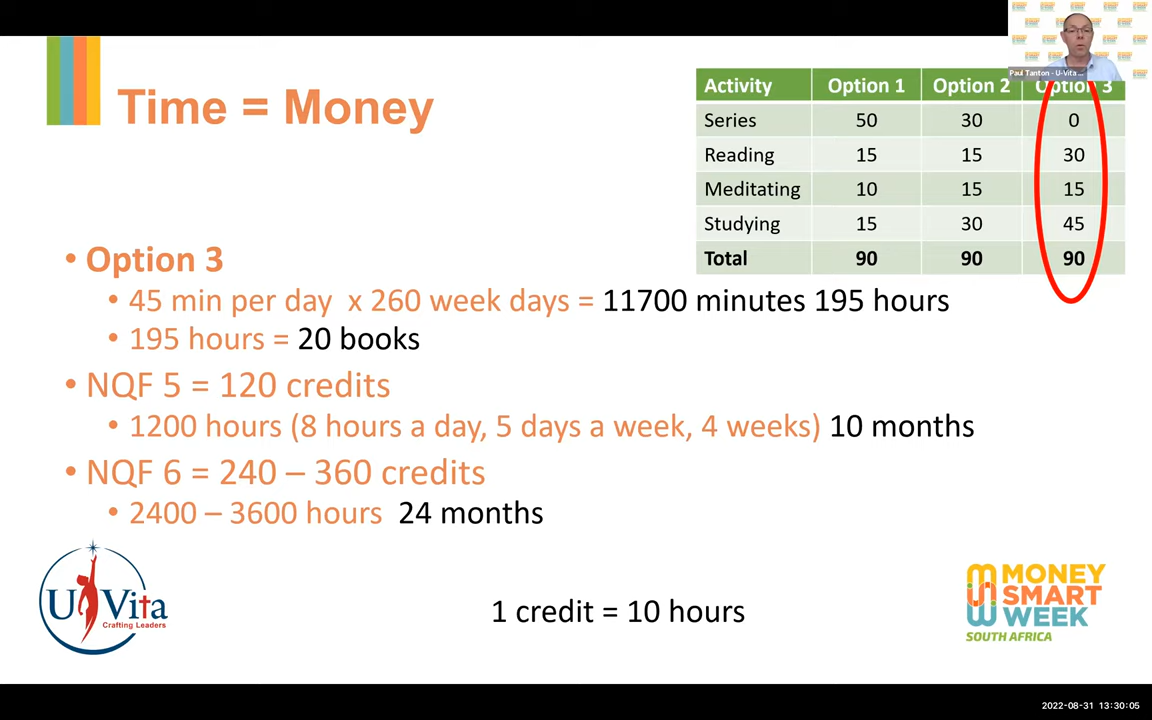 Paul Tanton - U-Vita
Time = Money
Activity Option 1 Option 2 Option 3
Series 50 30 0
Reading 15 15 30
Meditating 10 15 15
Studying 15 30 45
Total 90 90 90
• Option 3
• 45 min per day x 260 week days = 11700 minutes 195 hours
• 195 hours = 20 books
• NQF 5 = 120 credits
• 1200 hours (8 hours a day, 5 days a week, 4 weeks) 10 months
• NQF 6 = 240 – 360 credits
• 2400 – 3600 hours 24 months
U Vita
Crafting Leaders
1 credit = 10 hours
MONEY
SMART
WEEK
SOUTH AFRICA
2022-08-31 13:30:05